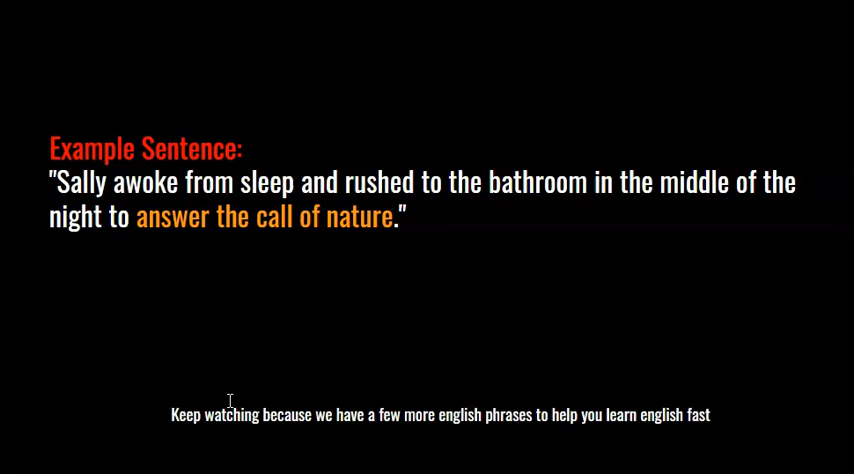 Example Sentence:
"Sally awoke from sleep and rushed to the bathroom in the middle of the
night to answer the call of nature."
Keep watching because we have a few more english phrases to help you learn english fast